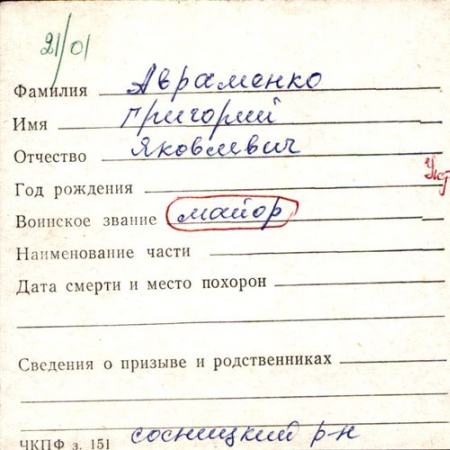 21/01
Фамилия Авраменко
Имя Григорий
Отчество Яковлевич
Год рождения
Воинское звание майор
Наименование части
Дата смерти и место похорон
Сведения о призыве и родственниках
ЧКПФ з. 151 сосницкий р-н